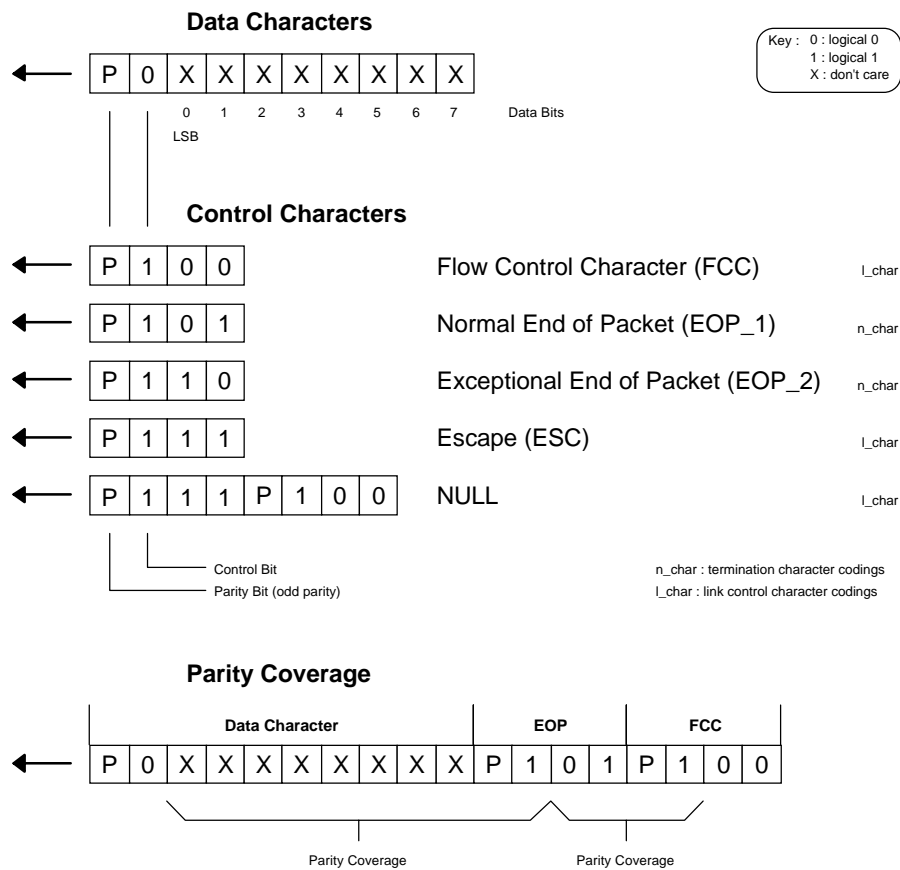 Data Characters
Key : 0 : logical 0
1 : logical 1
X : don't care
P 0 X X X X X X X X
0 1 2 3 4 5 6 7 Data Bits
LSB
Control Characters
P 1 0 0 Flow Control Character (FCC) l_char
P 1 0 1 Normal End of Packet (EOP_1) n_char
P 1 1 0 Exceptional End of Packet (EOP_2) n_char
P 1 1 1 Escape (ESC) l_char
P 1 1 1 P 1 0 0 NULL l_char
Control Bit
Parity Bit (odd parity)
n_char : termination character codings
l_char : link control character codings
Parity Coverage
Data Character EOP FCC
P 0 X X X X X X X X P 1 0 1 P 1 0 0
Parity Coverage Parity Coverage